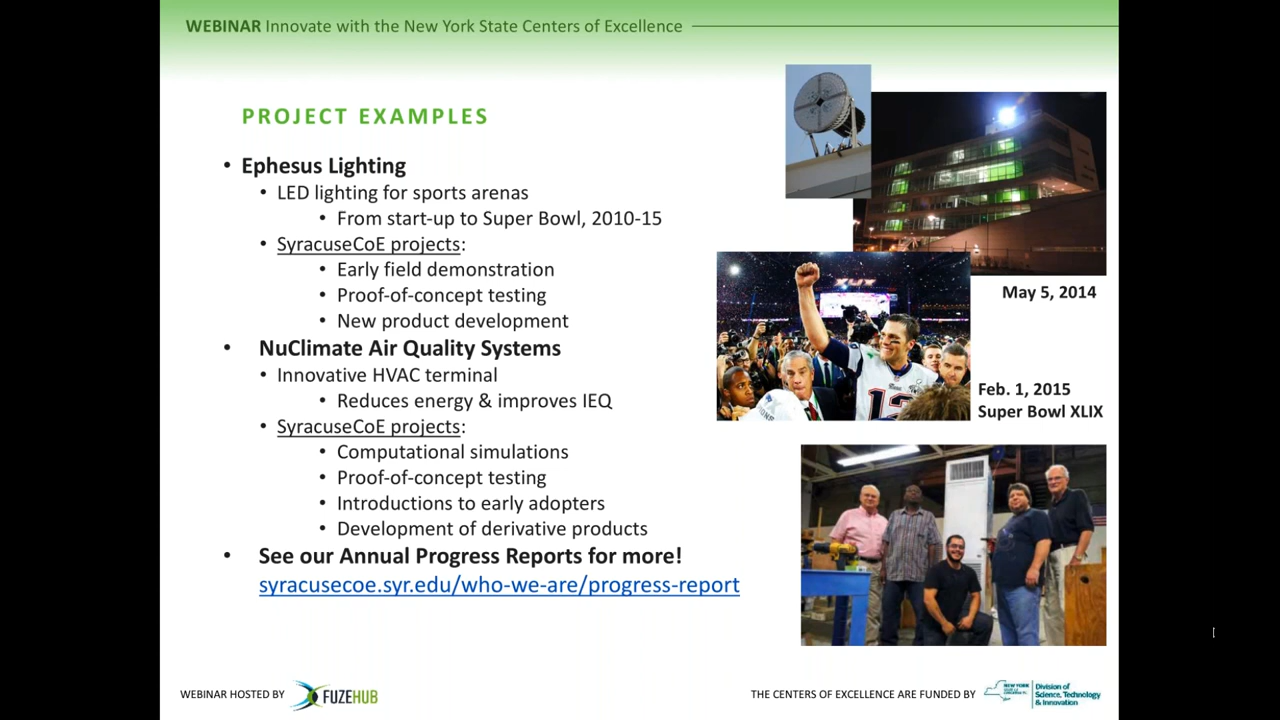 WEBINAR Innovate with the New York State Centers of Excellence
PROJECT EXAMPLES
• Ephesus Lighting
• LED lighting for sports arenas
• From start-up to Super Bowl, 2010-15
• SyracuseCoE projects:
• Early field demonstration
• Proof-of-concept testing
• New product development
• NuClimate Air Quality Systems
• Innovative HVAC terminal
• Reduces energy & improves IEQ
• SyracuseCoE projects:
• Computational simulations
• Proof-of-concept testing
• Introductions to early adopters
• Development of derivative products
• See our Annual Progress Reports for more!
syracusecoe.syr.edu/who-we-are/progress-report
May 5, 2014
XLIX
12
Feb. 1, 2015
Super Bowl XLIX
WEBINAR HOSTED BY
FUZEHUB
THE CENTERS OF EXCELLENCE ARE FUNDED BY
NEW YORK
Division of
Science, Technology
& Innovation